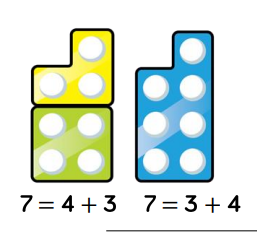 7 = 4 + 3 7 = 3 + 4